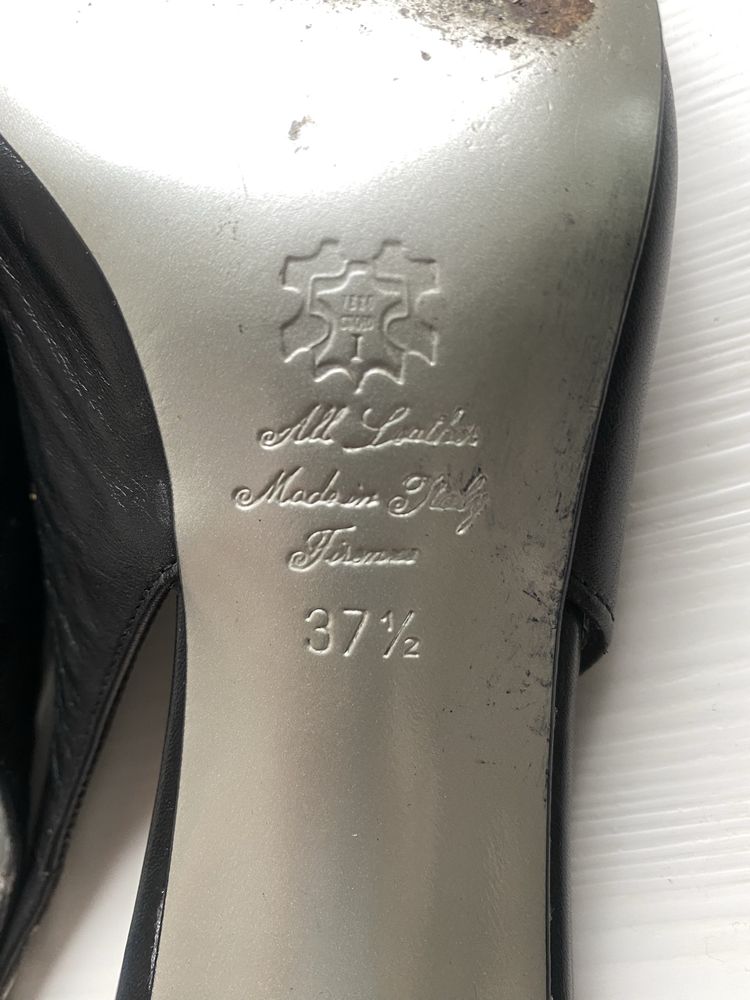 I
All Leather
Made in Italy
Firenze
37 ½